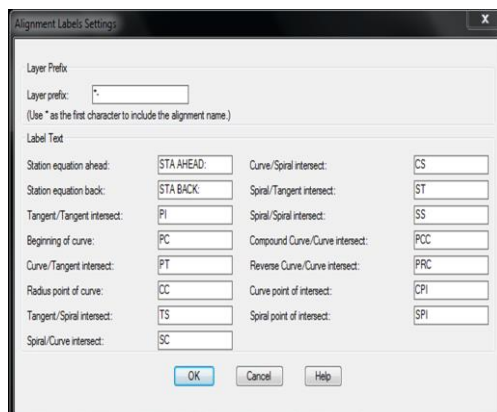 Alignment Labels Settings
X
Layer Prefix
Layer prefix: *-
(Use * as the first character to include the alignment name.)
Label Text
Station equation ahead: STA AHEAD: Curve/Spiral intersect: CS
Station equation back: STA BACK: Spiral/Tangent intersect: ST
Tangent/Tangent intersect: PI Spiral/Spiral intersect: SS
Beginning of curve: PC Compound Curve/Curve intersect: PCC
Curve/Tangent intersect: PT Reverse Curve/Curve intersect: PRC
Radius point of curve: CC Curve point of intersect: CPI
Tangent/Spiral intersect: TS Spiral point of intersect: SPI
Spiral/Curve intersect: SC
OK Cancel Help